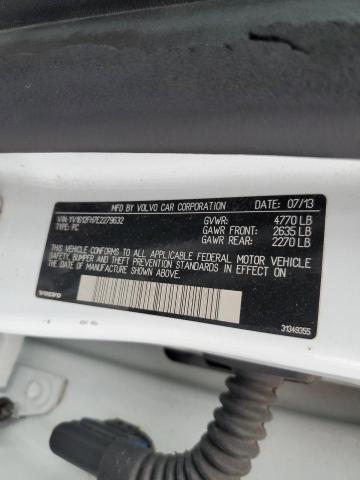 MFD BY VOLVO CAR CORPORATION DATE: 07/13
VIN: YV1612FH7E2279632 GVWR: 4770 LB
TYPE: PC GAWR FRONT: 2635 LB
GAWR REAR: 2270 LB
THIS VEHICLE CONFORMS TO ALL APPLICABLE FEDERAL MOTOR VEHICLE
SAFETY, BUMPER AND THEFT PREVENTION STANDARDS IN EFFECT ON
THE DATE OF MANUFACTURE SHOWN ABOVE.
VOLVO 31349355